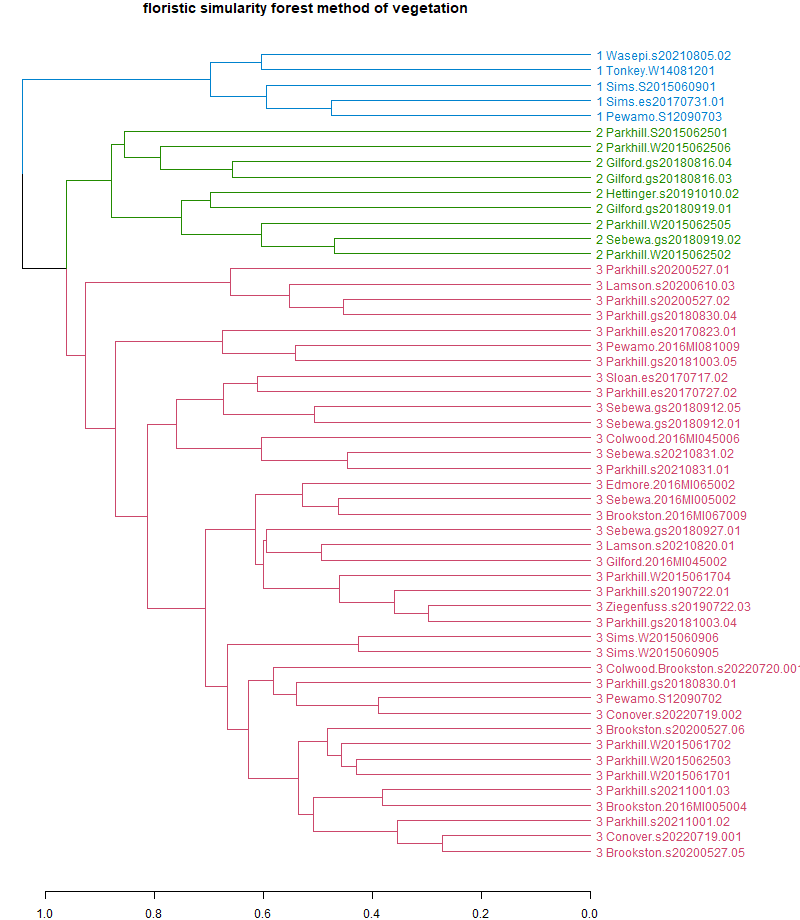 floristic simularity forest method of vegetation
1 Wasepi.s20210805.02
1 Tonkey.W14081201
1 Sims.S2015060901
1 Sims.es20170731.01
1 Pewamo.S12090703
2 Parkhill.S2015062501
2 Parkhill.W2015062506
2 Gilford.gs20180816.04
2 Gilford.gs20180816.03
2 Hettinger.s20191010.02
2 Gilford.gs20180919.01
2 Parkhill.W2015062505
2 Sebewa.gs20180919.02
2 Parkhill.W2015062502
3 Parkhill.s20200527.01
3 Lamson.s20200610.03
3 Parkhill.s20200527.02
3 Parkhill.gs20180830.04
3 Parkhill.es20170823.01
3 Pewamo.2016MI081009
3 Parkhill.gs20181003.05
3 Sloan.es20170717.02
3 Parkhill.es20170727.02
3 Sebewa.gs20180912.05
3 Sebewa.gs20180912.01
3 Colwood.2016MI045006
3 Sebewa.s20210831.02
3 Parkhill.s20210831.01
3 Edmore.2016MI065002
3 Sebewa.2016MI005002
3 Brookston.2016MI067009
3 Sebewa.gs20180927.01
3 Lamson.s20210820.01
3 Gilford.2016MI045002
3 Parkhill.W2015061704
3 Parkhill.s20190722.01
3 Ziegenfuss.s20190722.03
3 Parkhill.gs20181003.04
3 Sims.W2015060906
3 Sims.W2015060905
3 Colwood.Brookston.s20220720.001
3 Parkhill.gs20180830.01
3 Pewamo.S12090702
3 Conover.s20220719.002
3 Brookston.s20200527.06
3 Parkhill.W2015061702
3 Parkhill.W2015062503
3 Parkhill.W2015061701
3 Parkhill.s20211001.03
3 Brookston.2016MI005004
3 Parkhill.s20211001.02
3 Conover.s20220719.001
3 Brookston.s20200527.05
1.0 0.8 0.6 0.4 0.2 0.0